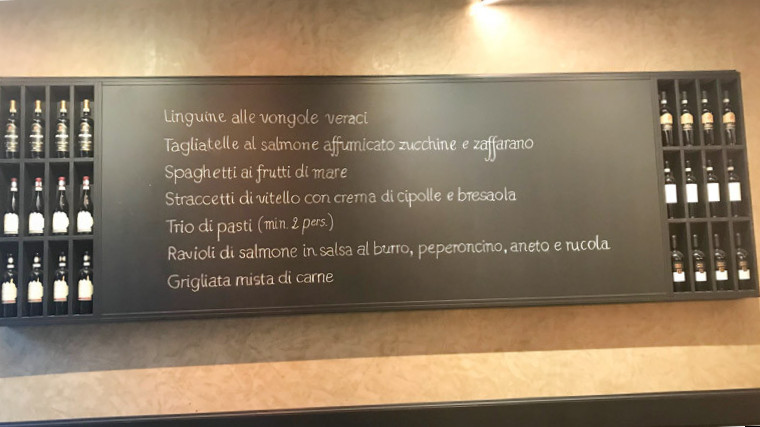 Linguine alle vongole veraci
Tagliatelle al salmone affumicato zucchine e zaffarano
Spaghetti ai frutti di mare
Straccetti di vitello con crema di cipolle e bresaola
Trio di pasti (min. 2 pers.)
Ravioli di salmone in salsa al burro, peperoncino, aneto e rucola
Grigliata mista di carne